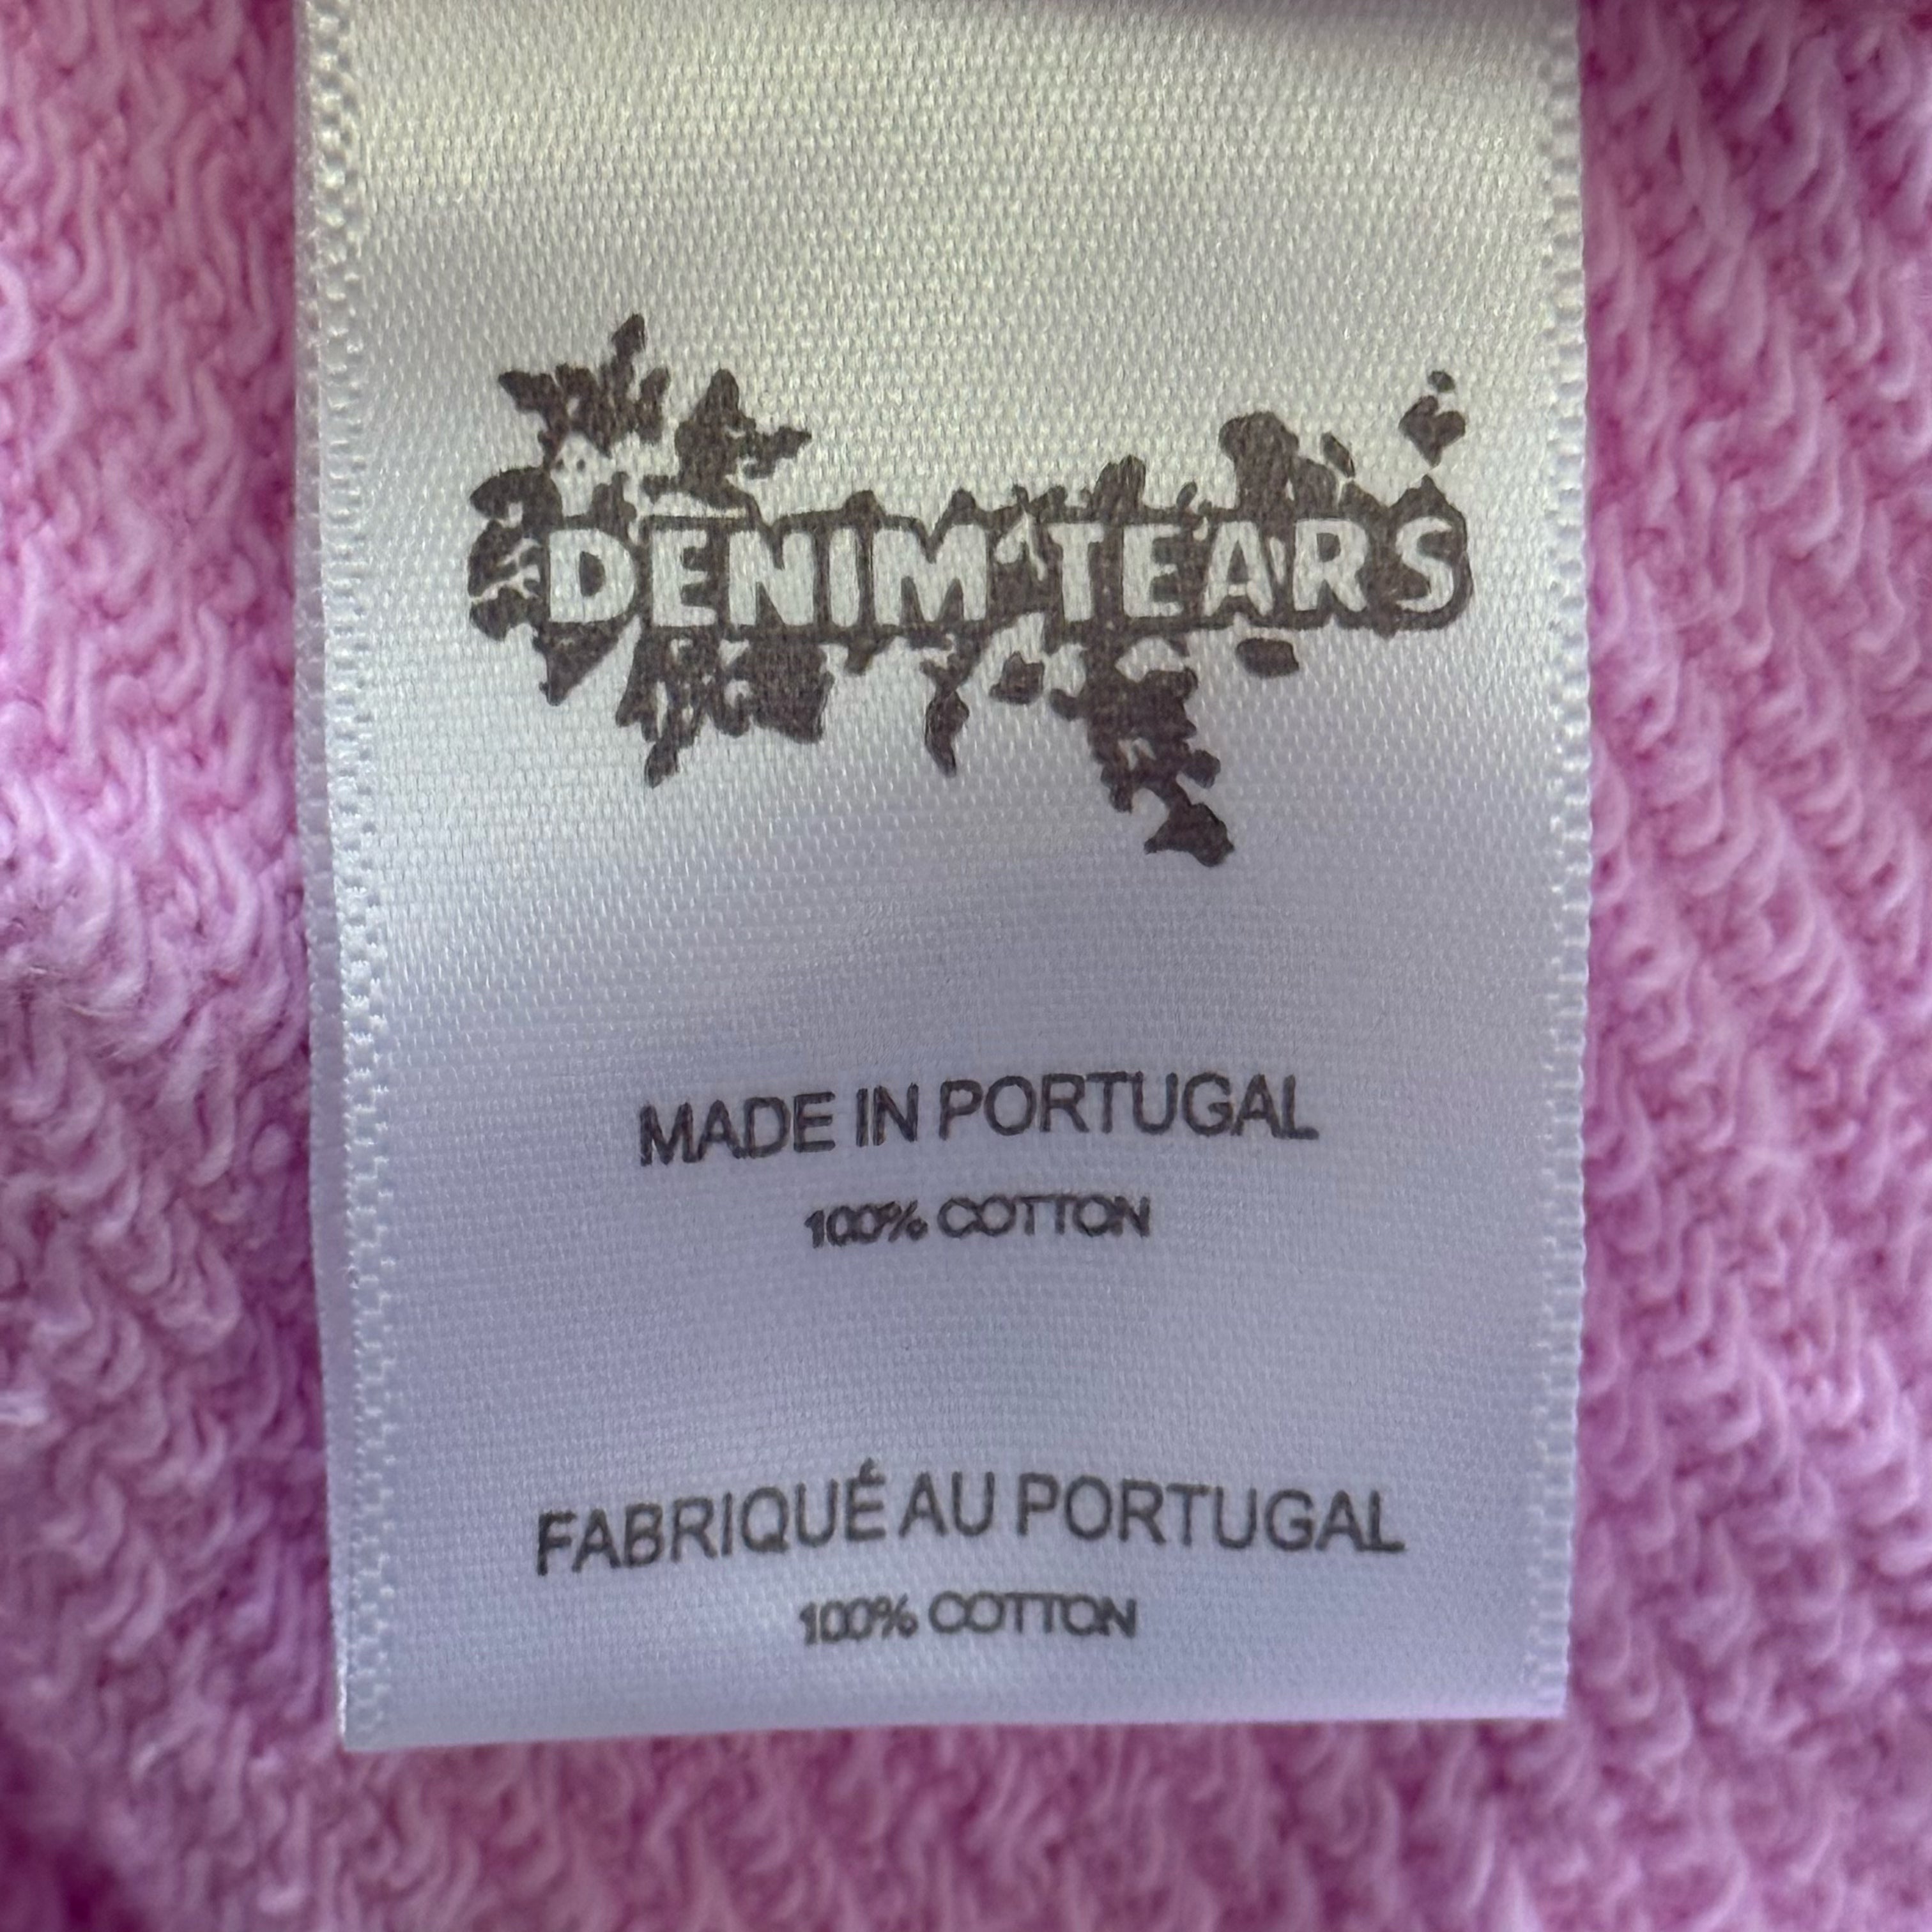 DENIM TEARS
MADE IN PORTUGAL
100% COTTON
FABRIQUÉ AU PORTUGAL
100% COTTON